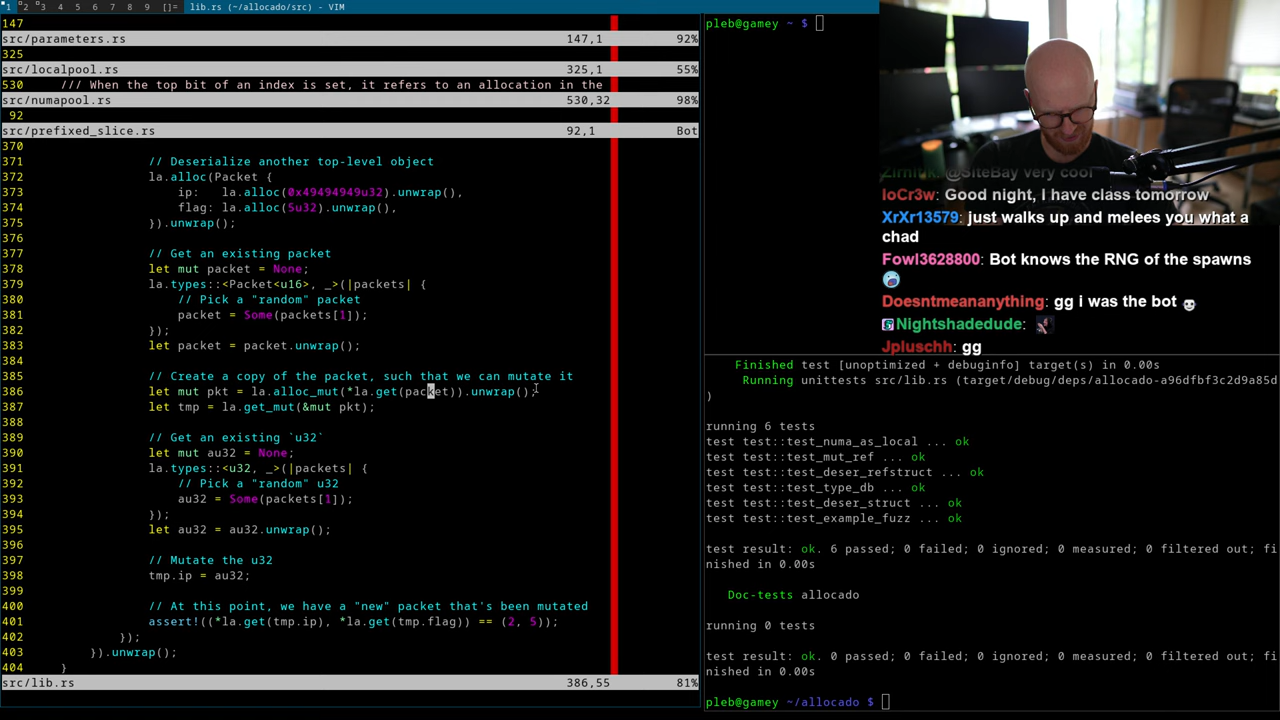 1 2 3 4 5 6 7 8 9 []= lib.rs (~/allocado/src) - VIM
147
src/parameters.rs 147,1 92%
325
src/localpool.rs 325,1 55%
530 /// When the top bit of an index is set, it refers to an allocation in the
src/numapool.rs 530,32 98%
92
src/prefixed_slice.rs 92,1 Bot
370
371 // Deserialize another top-level object
372 la.alloc(Packet {
373 ip: la.alloc(0x49494949u32).unwrap(),
374 flag: la.alloc(5u32).unwrap(),
375 }).unwrap();
376
377 // Get an existing packet
378 let mut packet = None;
379 la.types::<Packet<u16>, _>(|packets| {
380 // Pick a "random" packet
381 packet = Some(packets[1]);
382 });
383 let packet = packet.unwrap();
384
385 // Create a copy of the packet, such that we can mutate it
386 let mut pkt = la.alloc_mut(*la.get(packet)).unwrap();
387 let tmp = la.get_mut(&mut pkt);
388
389 // Get an existing `u32`
390 let mut au32 = None;
391 la.types::<u32, _>(|packets| {
392 // Pick a "random" u32
393 au32 = Some(packets[1]);
394 });
395 let au32 = au32.unwrap();
396
397 // Mutate the u32
398 tmp.ip = au32;
399
400 // At this point, we have a "new" packet that's been mutated
401 assert!((*la.get(tmp.ip), *la.get(tmp.flag)) == (2, 5));
402 });
403 }).unwrap();
404 }
src/lib.rs 386,55 81%
pleb@gamey ~ $
Finished test [unoptimized + debuginfo] target(s) in 0.00s
Running unittests src/lib.rs (target/debug/deps/allocado-a96dfbf3c2d9a85d
)
running 6 tests
test test::test_numa_as_local ... ok
test test::test_mut_ref ... ok
test test::test_deser_refstruct ... ok
test test::test_type_db ... ok
test test::test_deser_struct ... ok
test test::test_example_fuzz ... ok
test result: ok. 6 passed; 0 failed; 0 ignored; 0 measured; 0 filtered out; fi
nished in 0.00s
Doc-tests allocado
running 0 tests
test result: ok. 0 passed; 0 failed; 0 ignored; 0 measured; 0 filtered out; fi
nished in 0.00s
pleb@gamey ~/allocado $
@SiteBay very cool
IoCr3w: Good night, I have class tomorrow
XrXr13579: just walks up and melees you what a
chad
Fowl3628800: Bot knows the RNG of the spawns
Doesntmeananything: gg i was the bot
Nightshadedude:
Jpluschh: gg